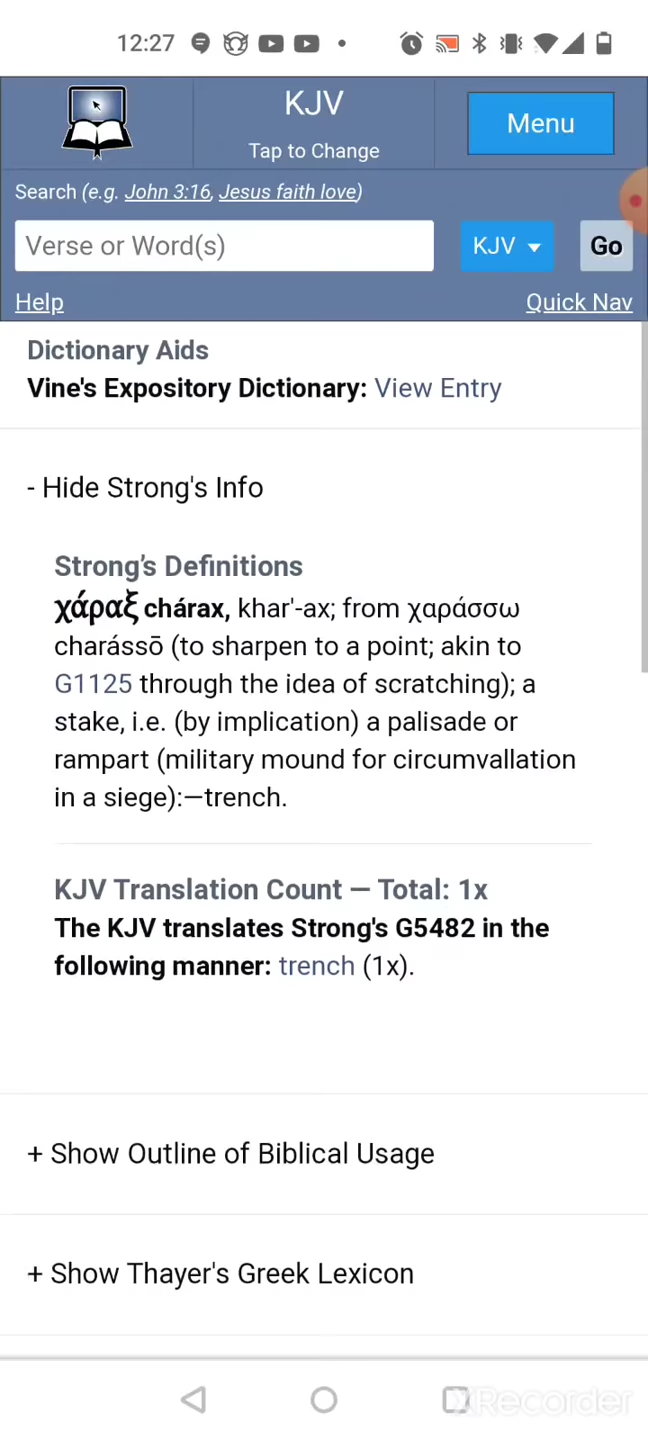 12:27
KJV
Tap to Change
Menu
Search (e.g. John 3:16, Jesus faith love)
Verse or Word(s)
KJV
Go
Help
Quick Nav
Dictionary Aids
Vine's Expository Dictionary: View Entry
- Hide Strong's Info
Strong’s Definitions
χάραξ chárax, khar'-ax; from χαράσσω
charássō (to sharpen to a point; akin to
G1125 through the idea of scratching); a
stake, i.e. (by implication) a palisade or
rampart (military mound for circumvallation
in a siege):—trench.
KJV Translation Count — Total: 1x
The KJV translates Strong's G5482 in the
following manner: trench (1x).
+ Show Outline of Biblical Usage
+ Show Thayer's Greek Lexicon
XRecorder